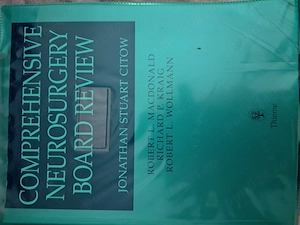 COMPREHENSIVE
NEUROSURGERY
BOARD REVIEW
JONATHAN STUART CITOW
ROBERT L. MACDONALD
RICHARD P. KRAIG
ROBERT L. WOLLMANN
Thieme